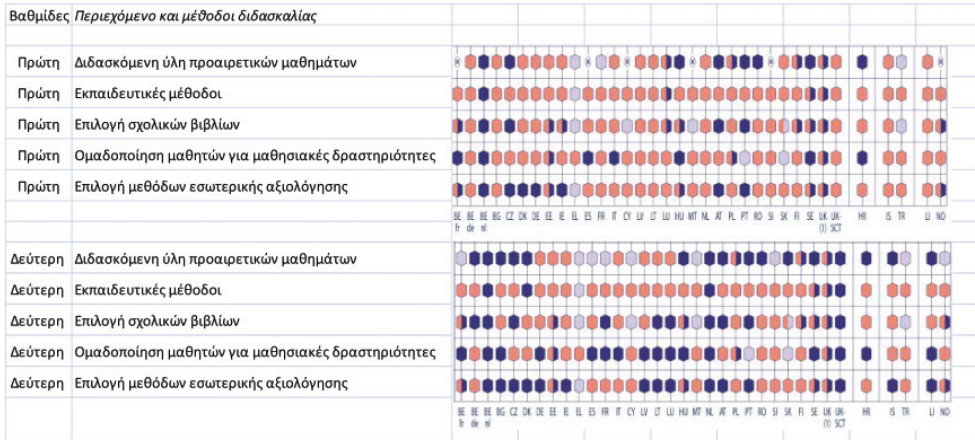 Βαθμίδες Περιεχόμενο και μέθοδοι διδασκαλίας
Πρώτη Διδασκόμενη ύλη προαιρετικών μαθημάτων
Πρώτη Εκπαιδευτικές μέθοδοι
Πρώτη Επιλογή σχολικών βιβλίων
Πρώτη Ομαδοποίηση μαθητών για μαθησιακές δραστηριότητες
Πρώτη Επιλογή μεθόδων εσωτερικής αξιολόγησης
BE BE BE BG CZ DK DE EE IE EL ES FR IT CY LV LT LU HU MT NL AT PL PT RO SI SK FI SE UK UK- HR IS TR LI NO
fr de nl (1) SCT
Δεύτερη Διδασκόμενη ύλη προαιρετικών μαθημάτων
Δεύτερη Εκπαιδευτικές μέθοδοι
Δεύτερη Επιλογή σχολικών βιβλίων
Δεύτερη Ομαδοποίηση μαθητών για μαθησιακές δραστηριότητες
Δεύτερη Επιλογή μεθόδων εσωτερικής αξιολόγησης
BE BE BE BG CZ DK DE EE IE EL ES FR IT CY LV LT LU HU MT NL AT PL PT RO SI SK FI SE UK UK- HR IS TR LI NO
fr de nl (1) SCT